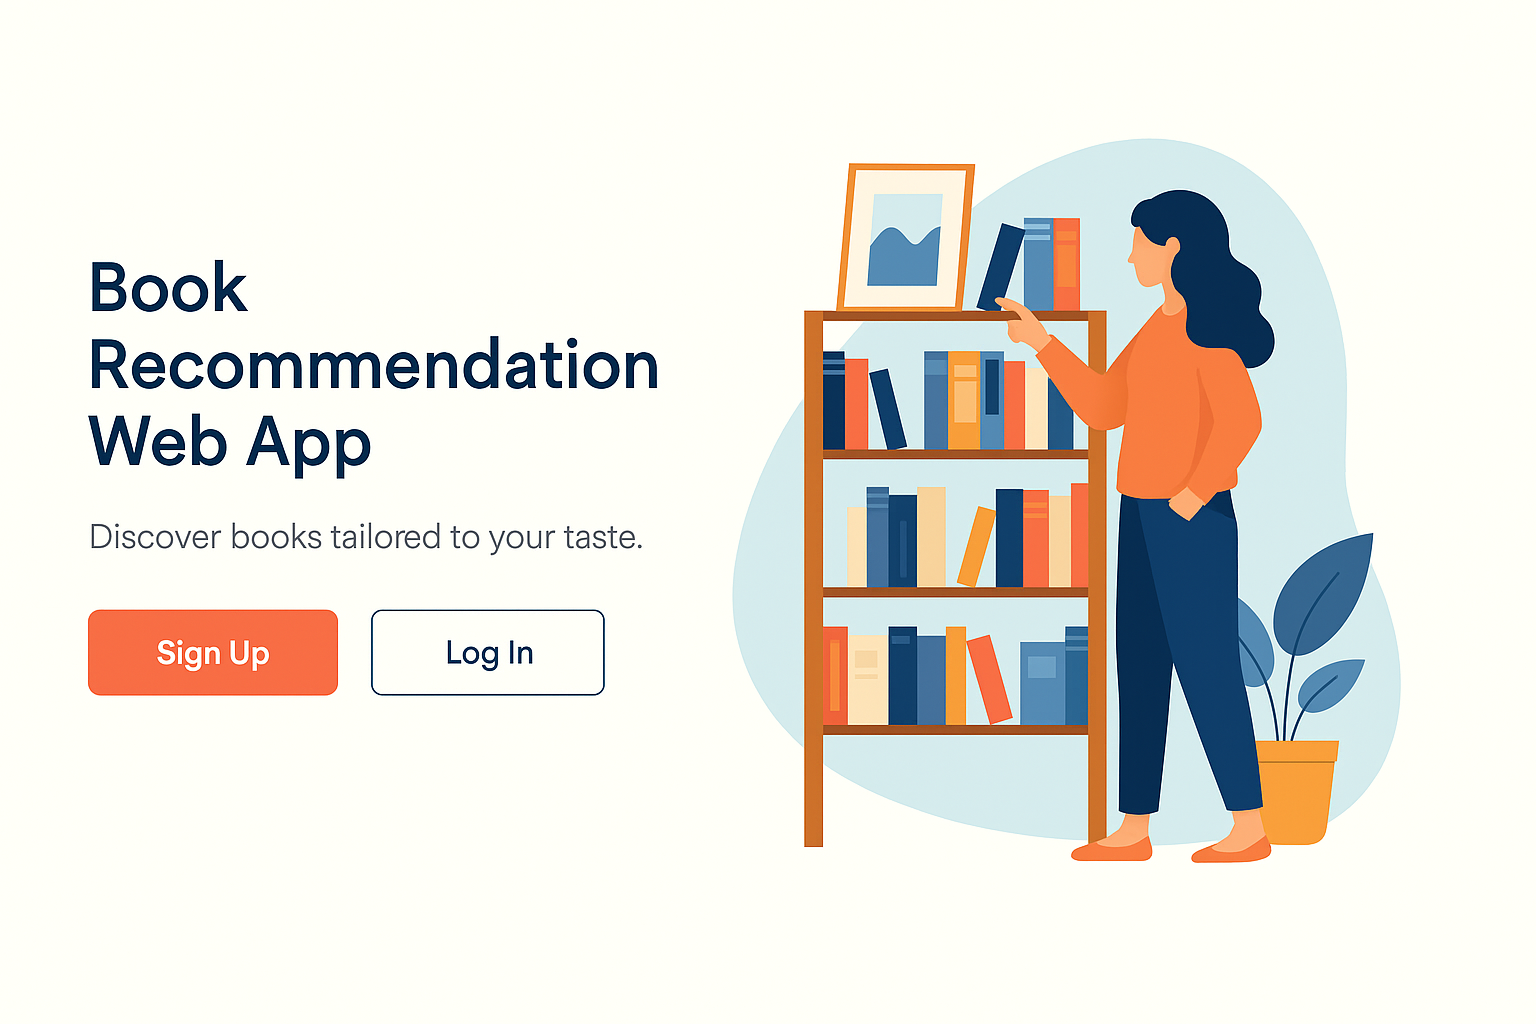 Book
Recommendation
Web App
Discover books tailored to your taste.
Sign Up
Log In